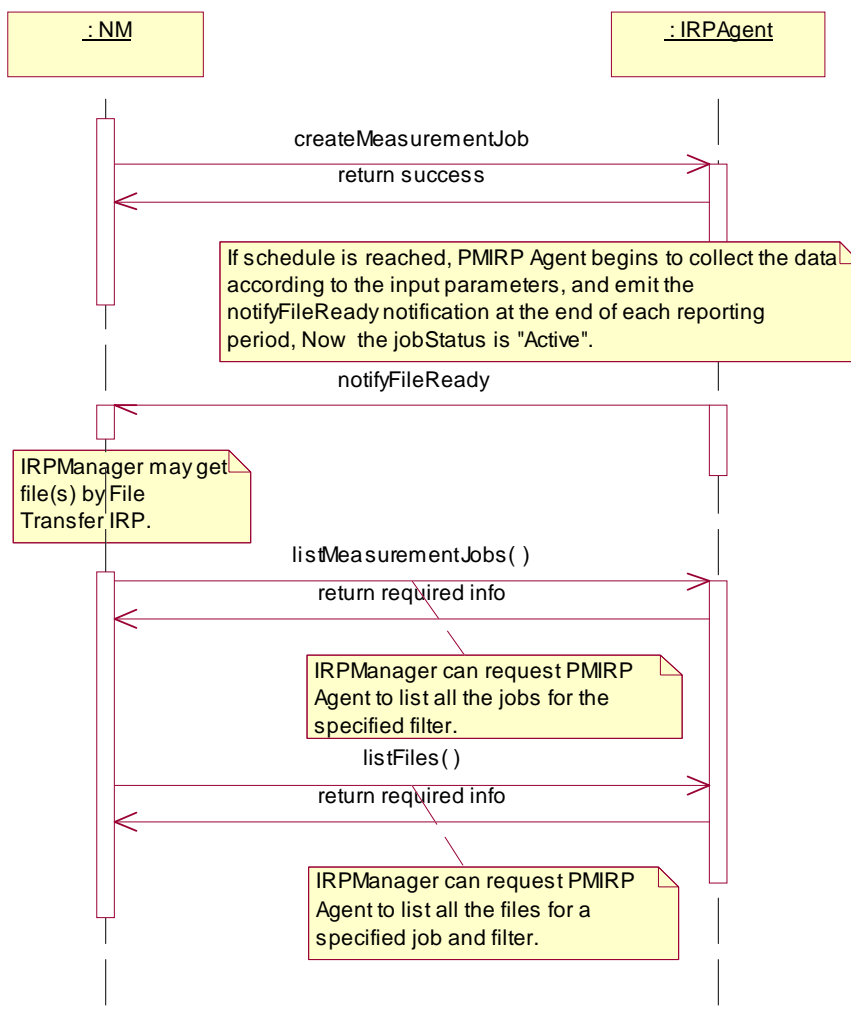 : NM
: IRPAgent
createMeasurementJob
return success
If schedule is reached, PMIRP Agent begins to collect the data
according to the input parameters, and emit the
notifyFileReady notification at the end of each reporting
period, Now the jobStatus is "Active".
notifyFileReady
IRPManager may get
file(s) by File
Transfer IRP.
listMeasurementJobs( )
return required info
IRPManager can request PMIRP
Agent to list all the jobs for the
specified filter.
listFiles( )
return required info
IRPManager can request PMIRP
Agent to list all the files for a
specified job and filter.